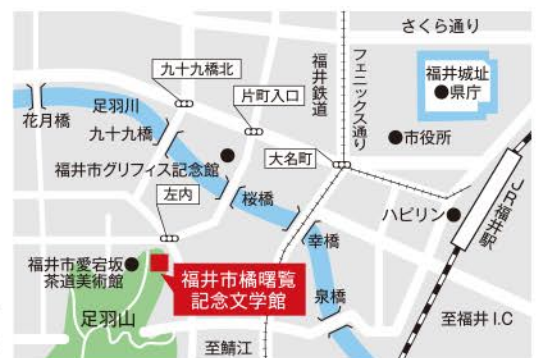 さくら通り
福井鉄道
フェニックス通り
福井城址
●県庁
九十九橋北
片町入口
足羽川
花月橋
九十九橋
●市役所
大名町
福井市グリフィス記念館
左内
桜橋
ハピリン●
JR福井駅
幸橋
福井市愛宕坂
茶道美術館
福井市橘曙覧
記念文学館
泉橋
足羽山
至鯖江
至福井I.C